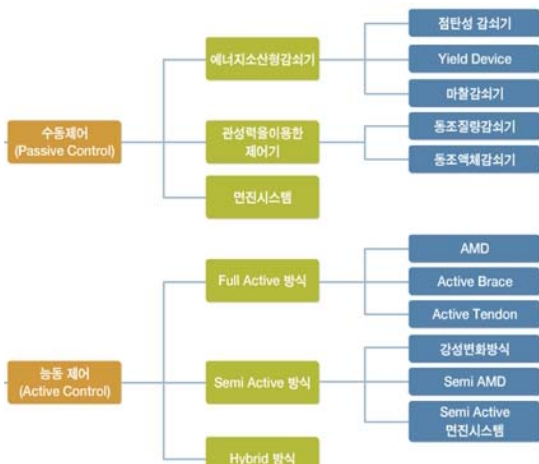 점탄성 감쇠기
에너지소산형감쇠기
Yield Device
마찰감쇠기
수동제어
(Passive Control)
관성력을이용한
제어기
동조질량감쇠기
동조액체감쇠기
면진시스템
AMD
Full Active 방식
Active Brace
Active Tendon
강성변화방식
능동 제어
(Active Control)
Semi Active 방식
Semi AMD
Semi Active
면진시스템
Hybrid 방식